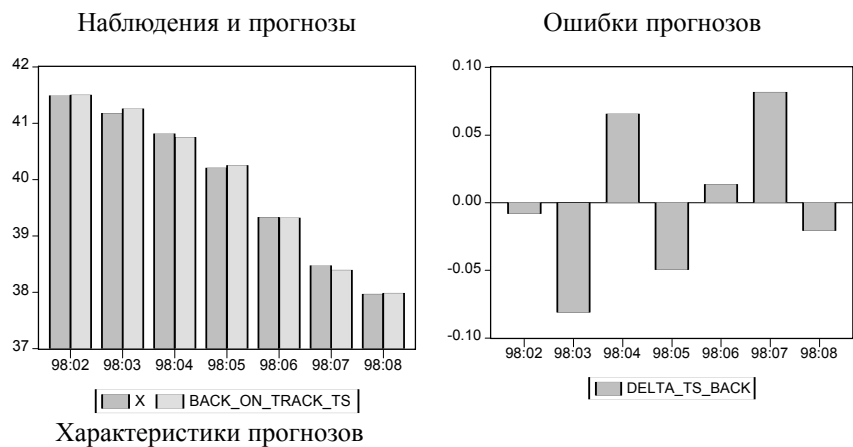 Наблюдения и прогнозы
42
41
40
39
38
37
98:02 98:03 98:04 98:05 98:06 98:07 98:08
X BACK_ON_TRACK_TS
Ошибки прогнозов
0.10
0.05
0.00
-0.05
-0.10
98:02 98:03 98:04 98:05 98:06 98:07 98:08
DELTA_TS_BACK
Характеристики прогнозов